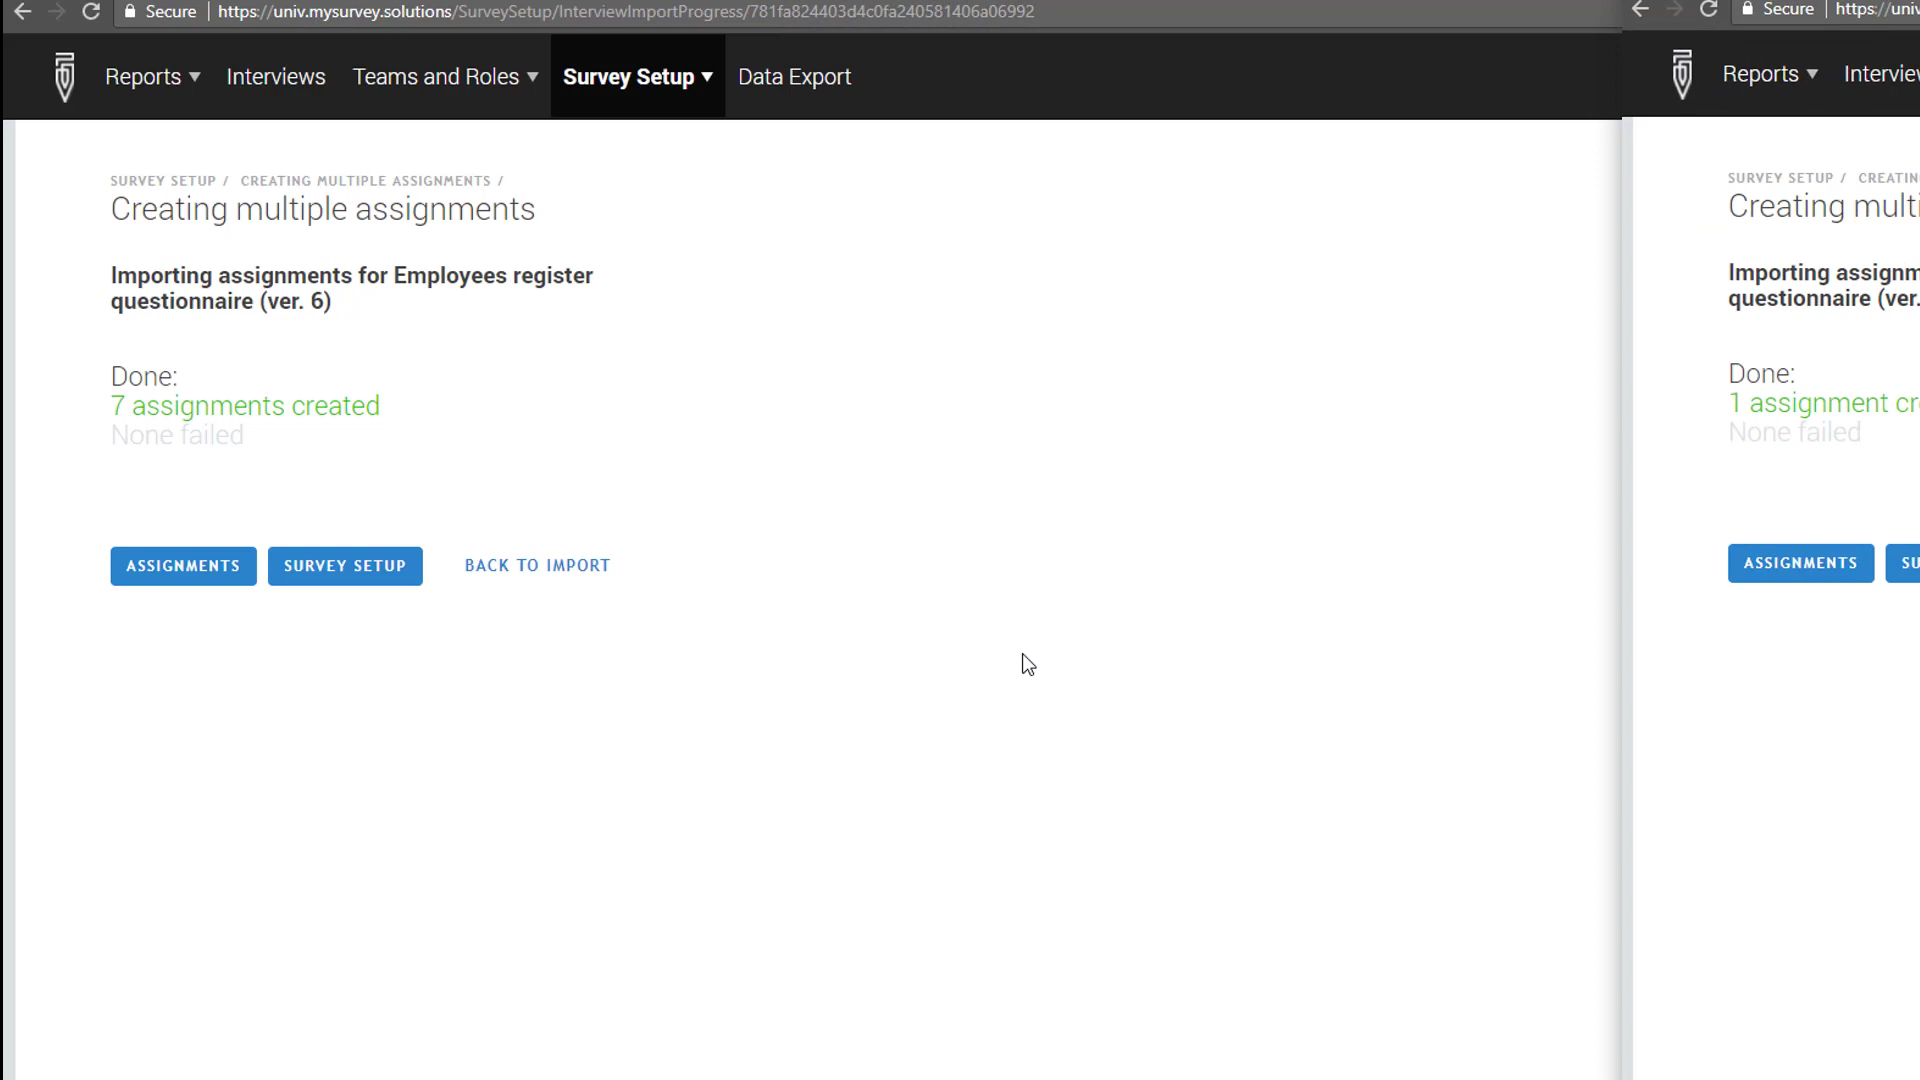 Secure https://univ.mysurvey.solutions/SurveySetup/InterviewImportProgress/781fa824403d4c0fa240581406a06992
Reports Interviews Teams and Roles Survey Setup Data Export
SURVEY SETUP / CREATING MULTIPLE ASSIGNMENTS /
Creating multiple assignments
Importing assignments for Employees register
questionnaire (ver. 6)
Done:
7 assignments created
None failed
ASSIGNMENTS SURVEY SETUP BACK TO IMPORT
Secure https://univ
Reports Interview
SURVEY SETUP / CREATIN
Creating multi
Importing assignm
questionnaire (ver.
Done:
1 assignment cr
None failed
ASSIGNMENTS SU